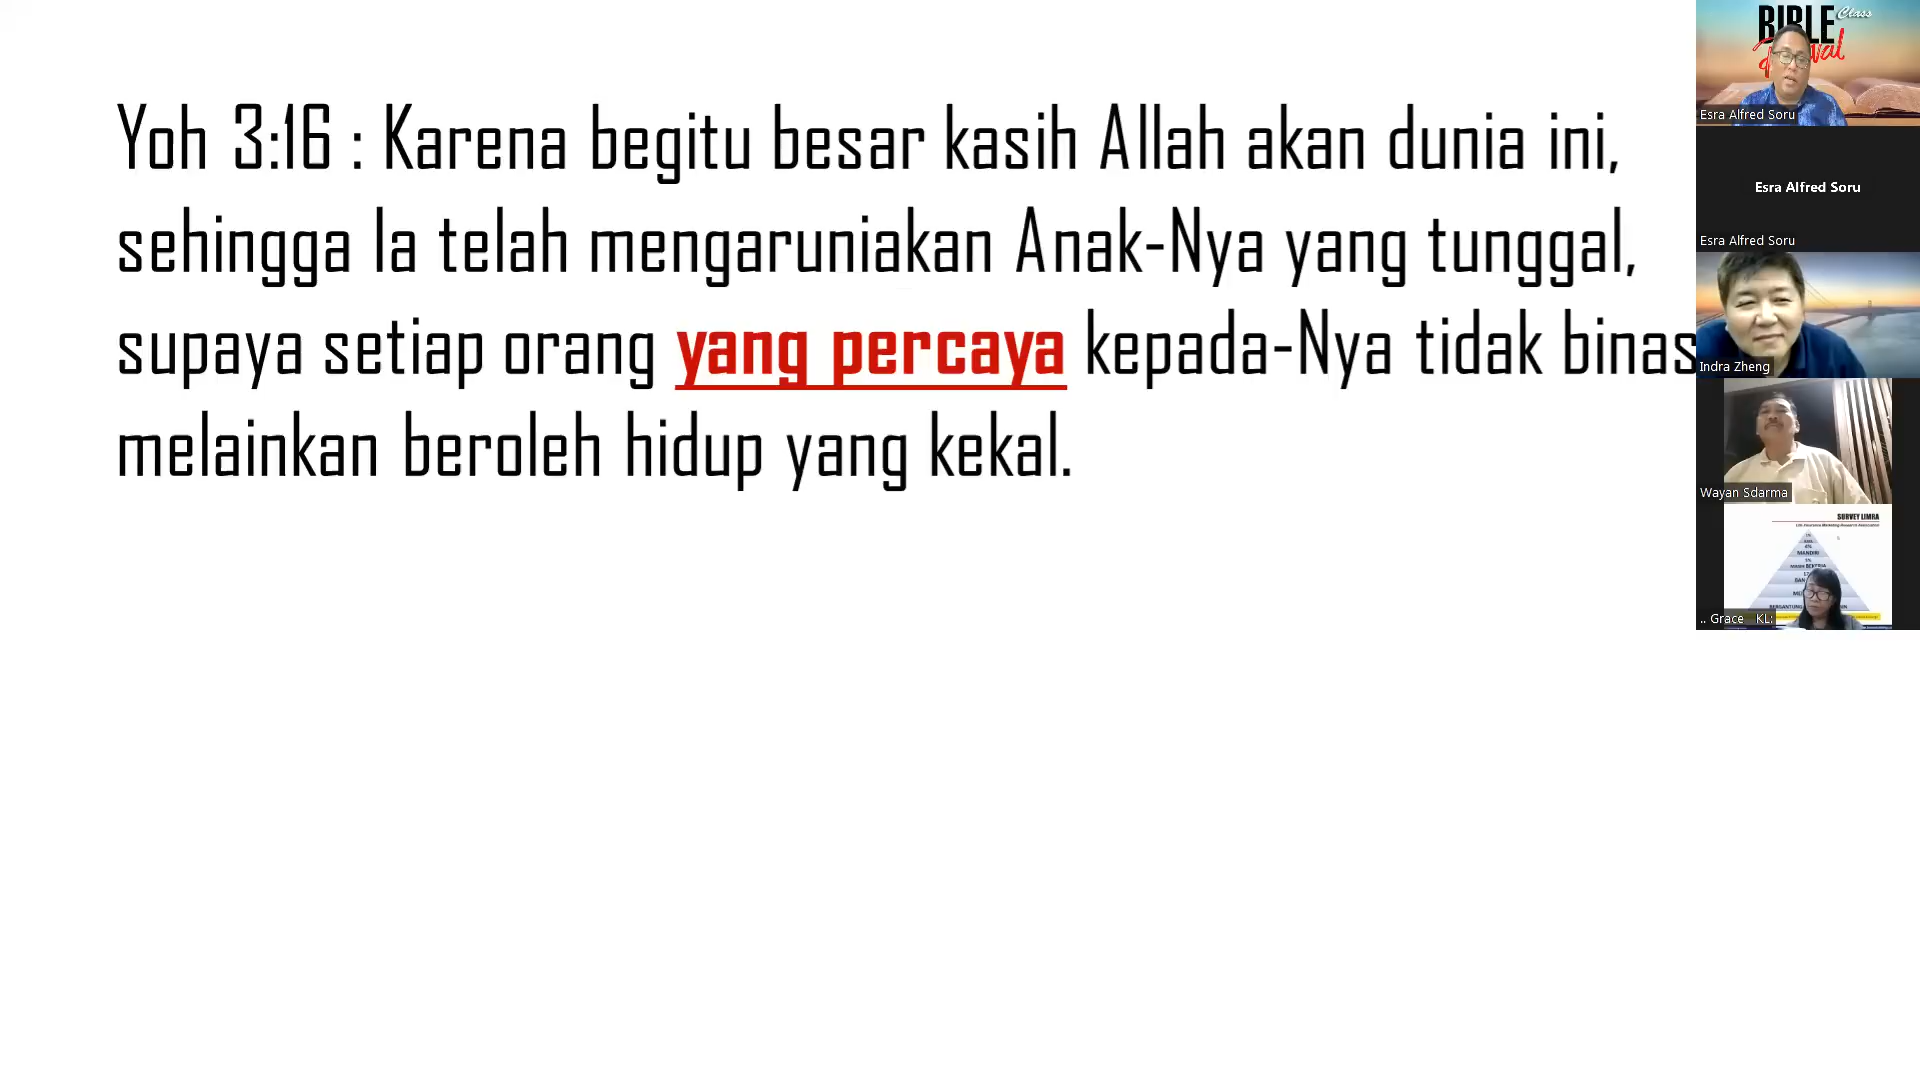 Yoh 3:16 : Karena begitu besar kasih Allah akan dunia ini,
sehingga Ia telah mengaruniakan Anak-Nya yang tunggal,
supaya setiap orang yang percaya kepada-Nya tidak binas
melainkan beroleh hidup yang kekal.
BIBLE Class
Esra Alfred Soru
Esra Alfred Soru
Esra Alfred Soru
Indra Zheng
Wayan Sdarma
SURVEY LIMRA
MANDIRI
.. Grace KL: